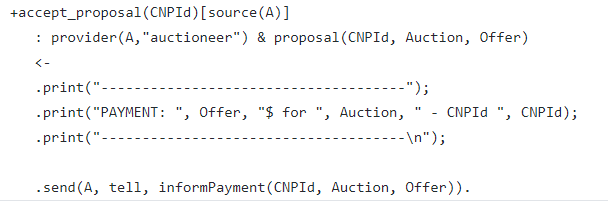 +accept_proposal(CNPId)[source(A)]
   : provider(A,"auctioneer") & proposal(CNPId, Auction, Offer)
   <-
   .print("-------------------------------------");
   .print("PAYMENT: ", Offer, "$ for ", Auction, " - CNPId ", CNPId);
   .print("-------------------------------------\n");

   .send(A, tell, informPayment(CNPId, Auction, Offer)).